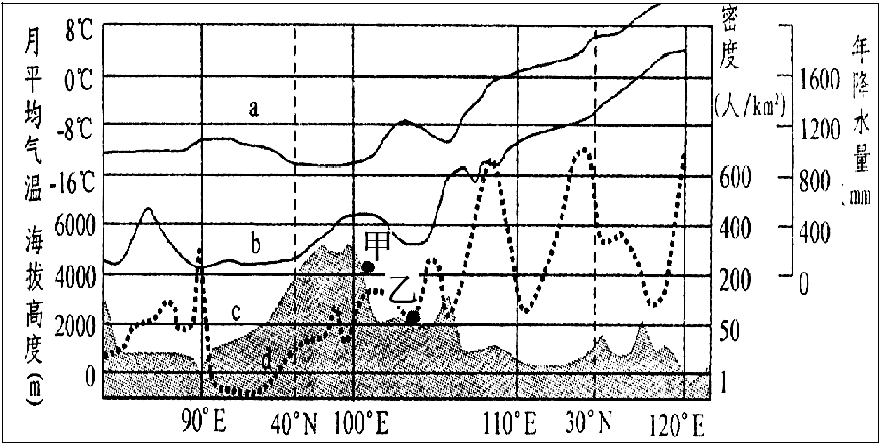 月平均气温
海拔高度(m)
8℃
0℃
-8℃
-16℃
6000
4000
2000
0
a
b
c
d
甲
乙
密度
(人/km²)
600
400
200
50
1
年降水量
mm
1600
1200
800
400
0
90°E
40°N
100°E
110°E
30°N
120°E